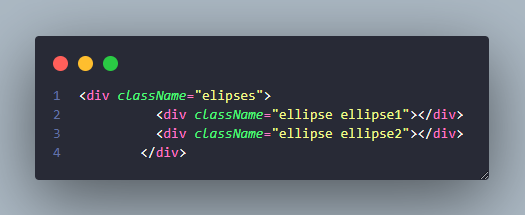 1 <div className="elipses">
2 <div className="ellipse ellipse1"></div>
3 <div className="ellipse ellipse2"></div>
4 </div>